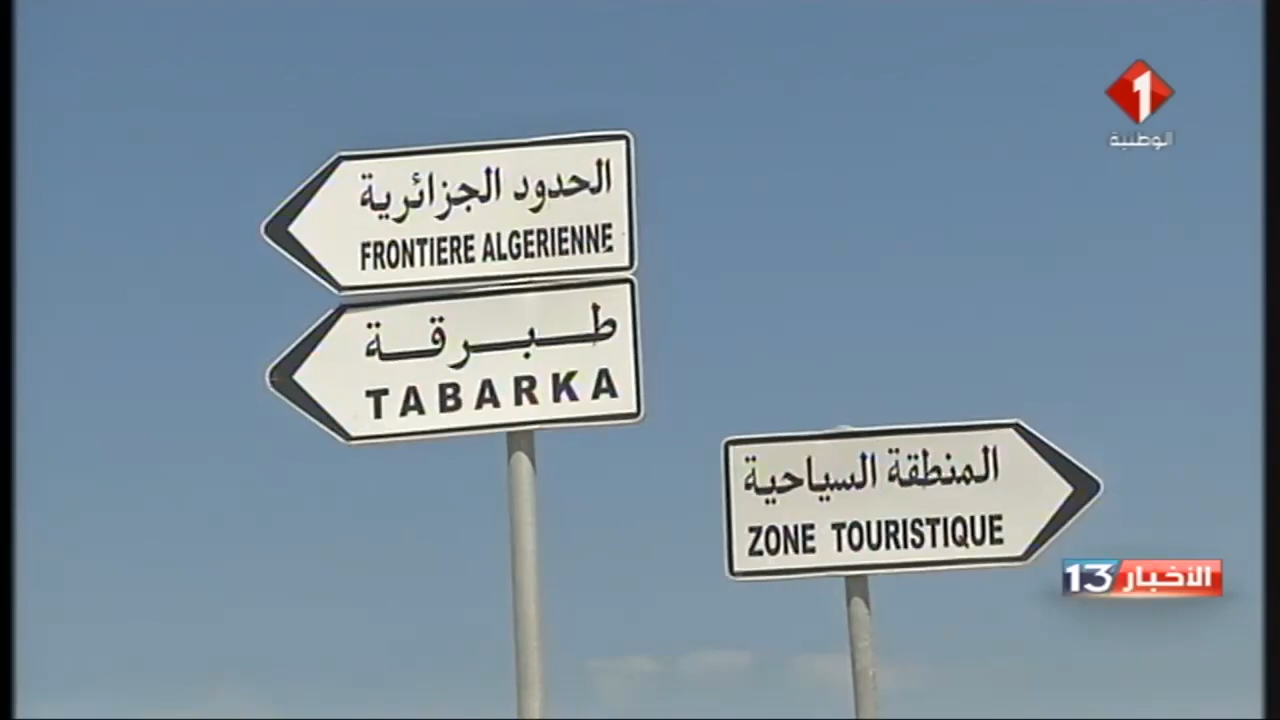 1
الوطنية
الحدود الجزائرية
FRONTIERE ALGERIENNE
طبرقة
TABARKA
المنطقة السياحية
ZONE TOURISTIQUE
الأخبار 13